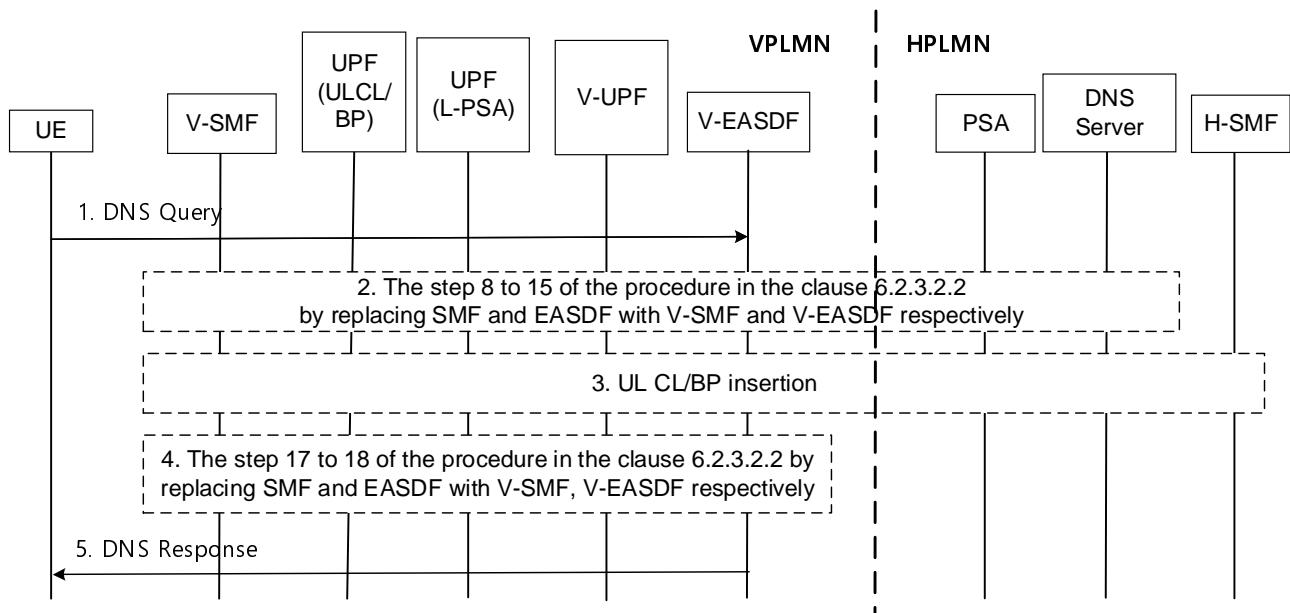 VPLMN
HPLMN
UE
V-SMF
UPF
(ULCL/
BP)
UPF
(L-PSA)
V-UPF
V-EASDF
PSA
DNS
Server
H-SMF
1. DNS Query
2. The step 8 to 15 of the procedure in the clause 6.2.3.2.2
by replacing SMF and EASDF with V-SMF and V-EASDF respectively
3. UL CL/BP insertion
4. The step 17 to 18 of the procedure in the clause 6.2.3.2.2 by
replacing SMF and EASDF with V-SMF, V-EASDF respectively
5. DNS Response